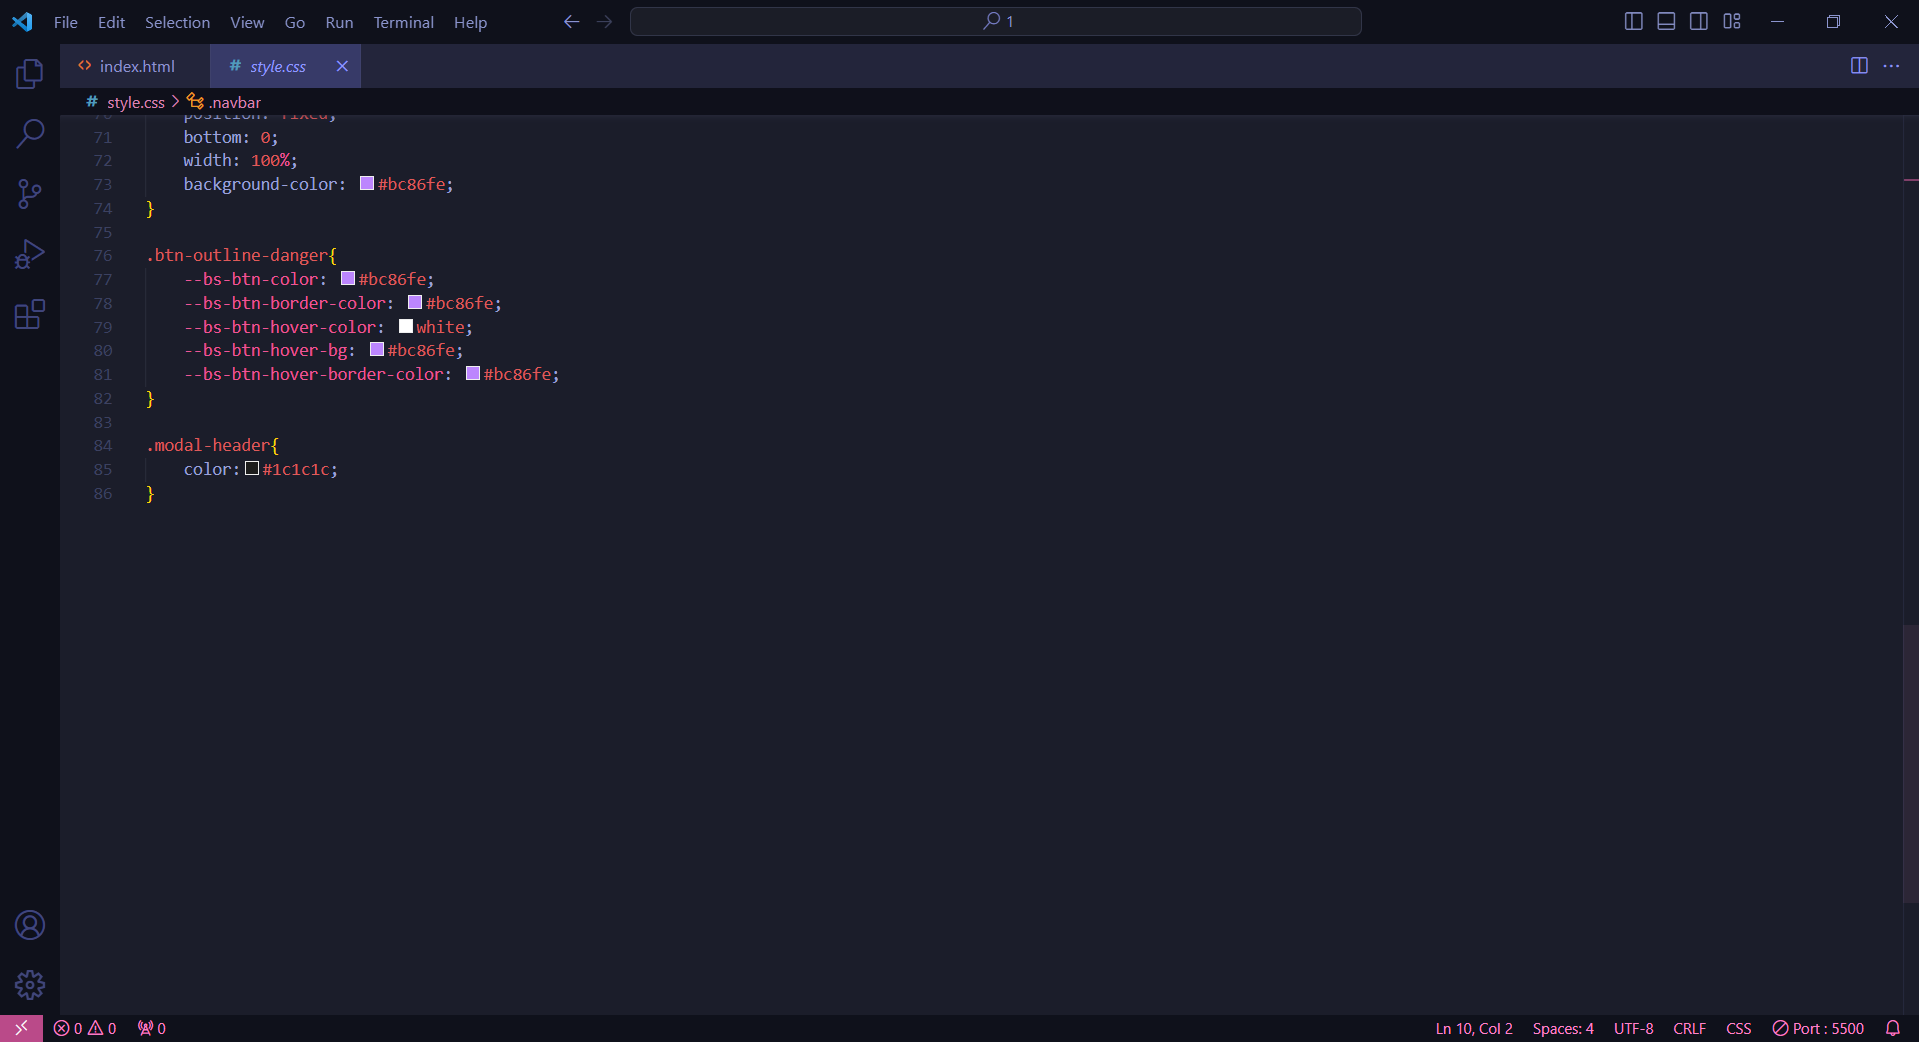 File Edit Selection View Go Run Terminal Help
1
index.html
# style.css
# style.css > .navbar
70 position: fixed;
71 bottom: 0;
72 width: 100%;
73 background-color: #bc86fe;
74 }
75
76 .btn-outline-danger{
77 --bs-btn-color: #bc86fe;
78 --bs-btn-border-color: #bc86fe;
79 --bs-btn-hover-color: white;
80 --bs-btn-hover-bg: #bc86fe;
81 --bs-btn-hover-border-color: #bc86fe;
82 }
83
84 .modal-header{
85 color: #1c1c1c;
86 }
0 0 0 Ln 10, Col 2 Spaces: 4 UTF-8 CRLF CSS Port : 5500